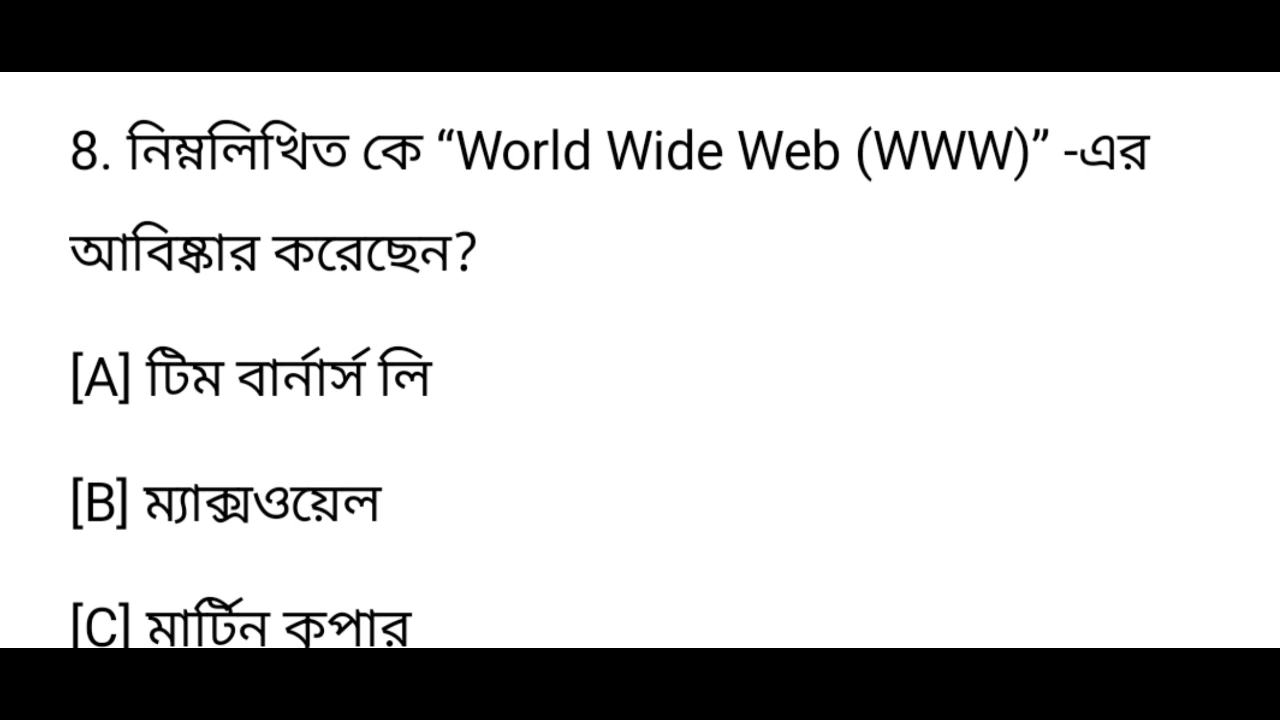 8. নিম্নলিখিত কে “World Wide Web (WWW)” -এর
আবিষ্কার করেছেন?
[A] টিম বার্নার্স লি
[B] ম্যাক্সওয়েল
[C] মার্টিন কুপার